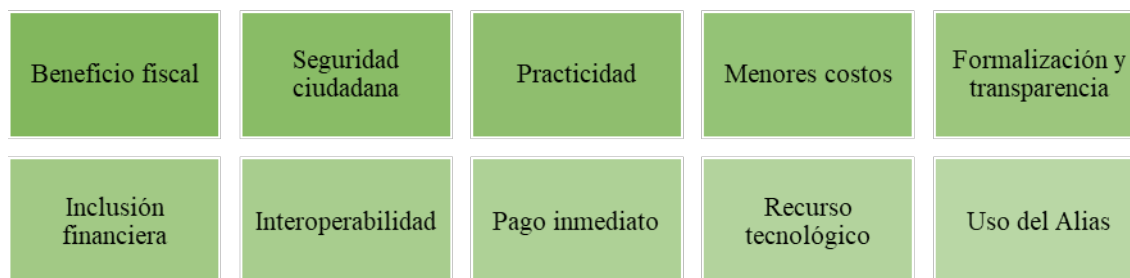 Beneficio fiscal
Seguridad
ciudadana
Practicidad
Menores costos
Formalización y
transparencia
Inclusión
financiera
Interoperabilidad
Pago inmediato
Recurso
tecnológico
Uso del Alias